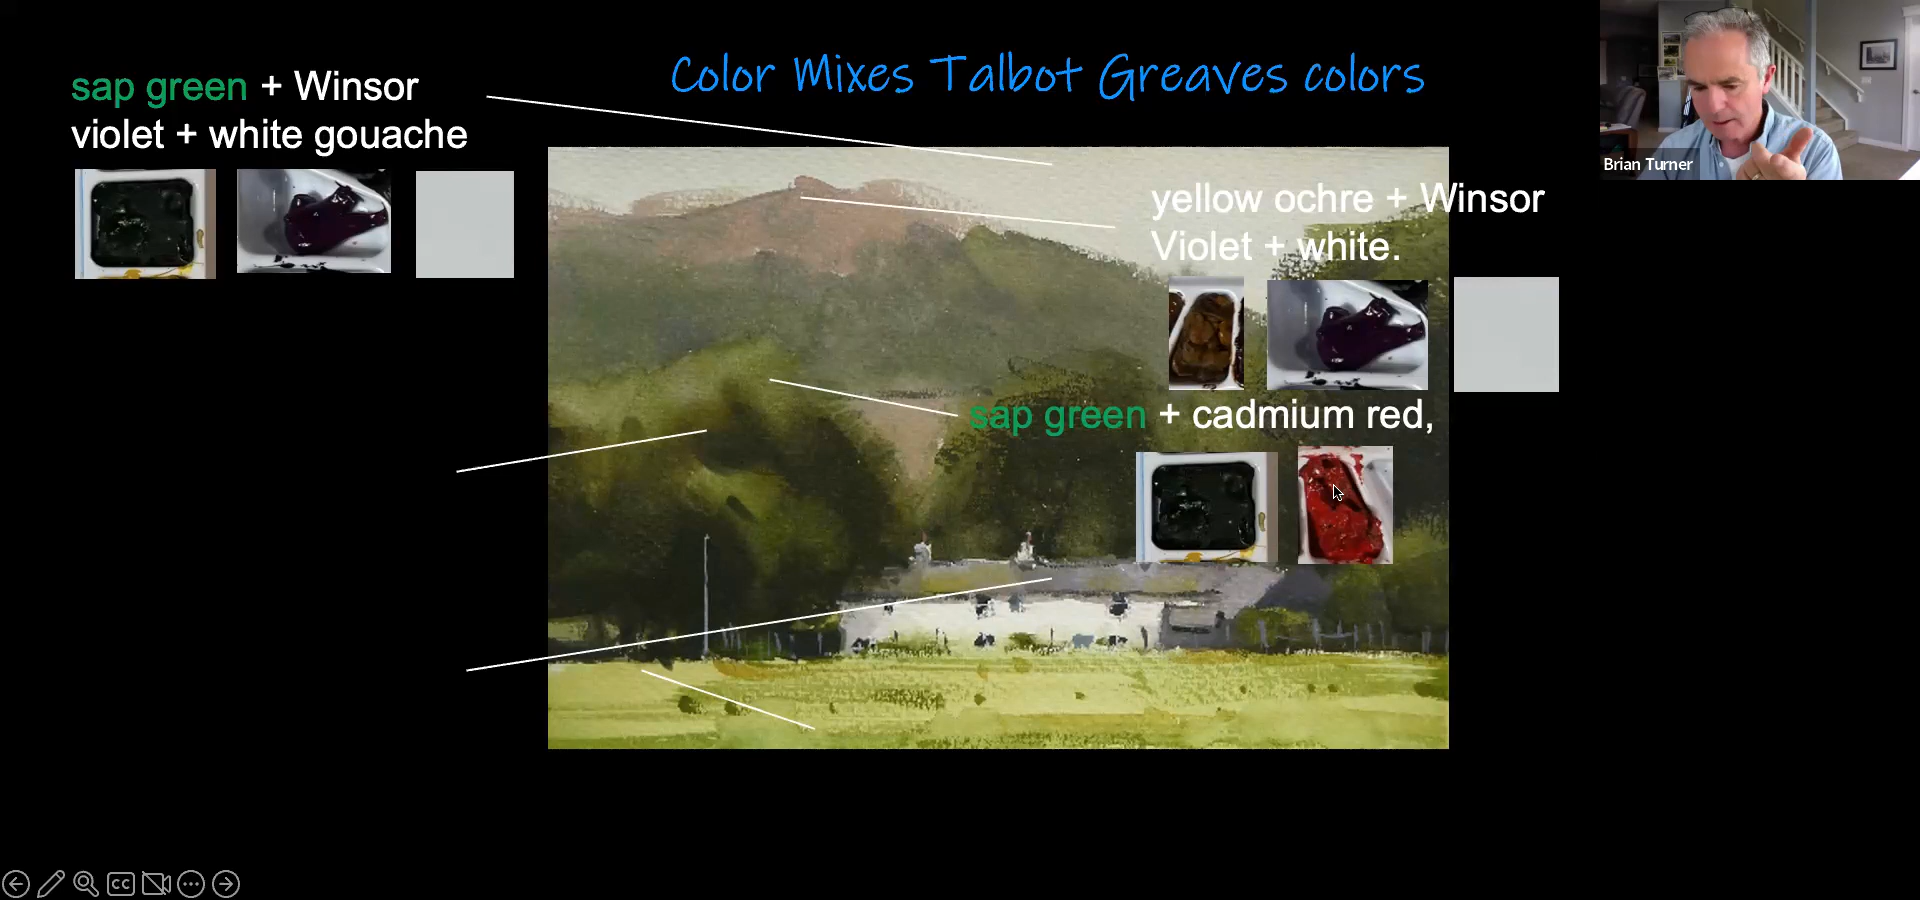 Color Mixes Talbot Greaves colors
sap green + Winsor
violet + white gouache
yellow ochre + Winsor
Violet + white.
sap green + cadmium red,
Brian Turner
CC